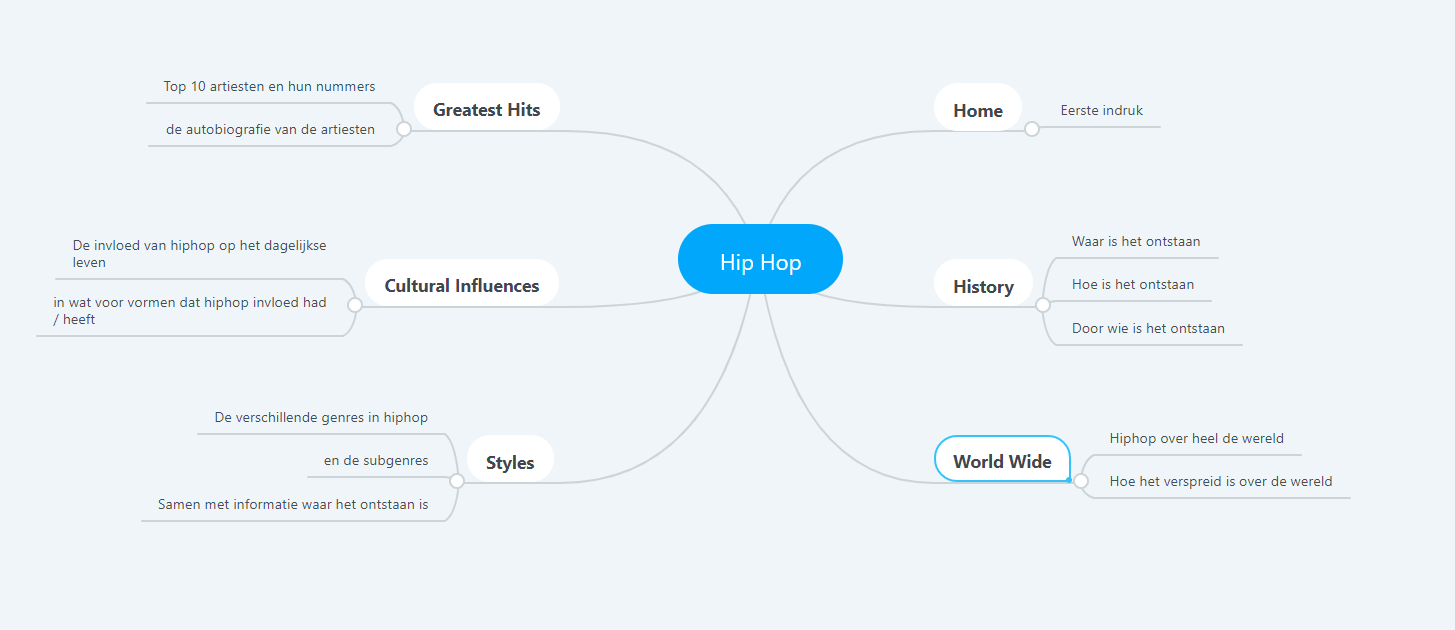 Hip Hop
Greatest Hits
Top 10 artiesten en hun nummers
de autobiografie van de artiesten
Cultural Influences
De invloed van hiphop op het dagelijkse
leven
in wat voor vormen dat hiphop invloed had
/ heeft
Styles
De verschillende genres in hiphop
en de subgenres
Samen met informatie waar het ontstaan is
Home
Eerste indruk
History
Waar is het ontstaan
Hoe is het ontstaan
Door wie is het ontstaan
World Wide
Hiphop over heel de wereld
Hoe het verspreid is over de wereld